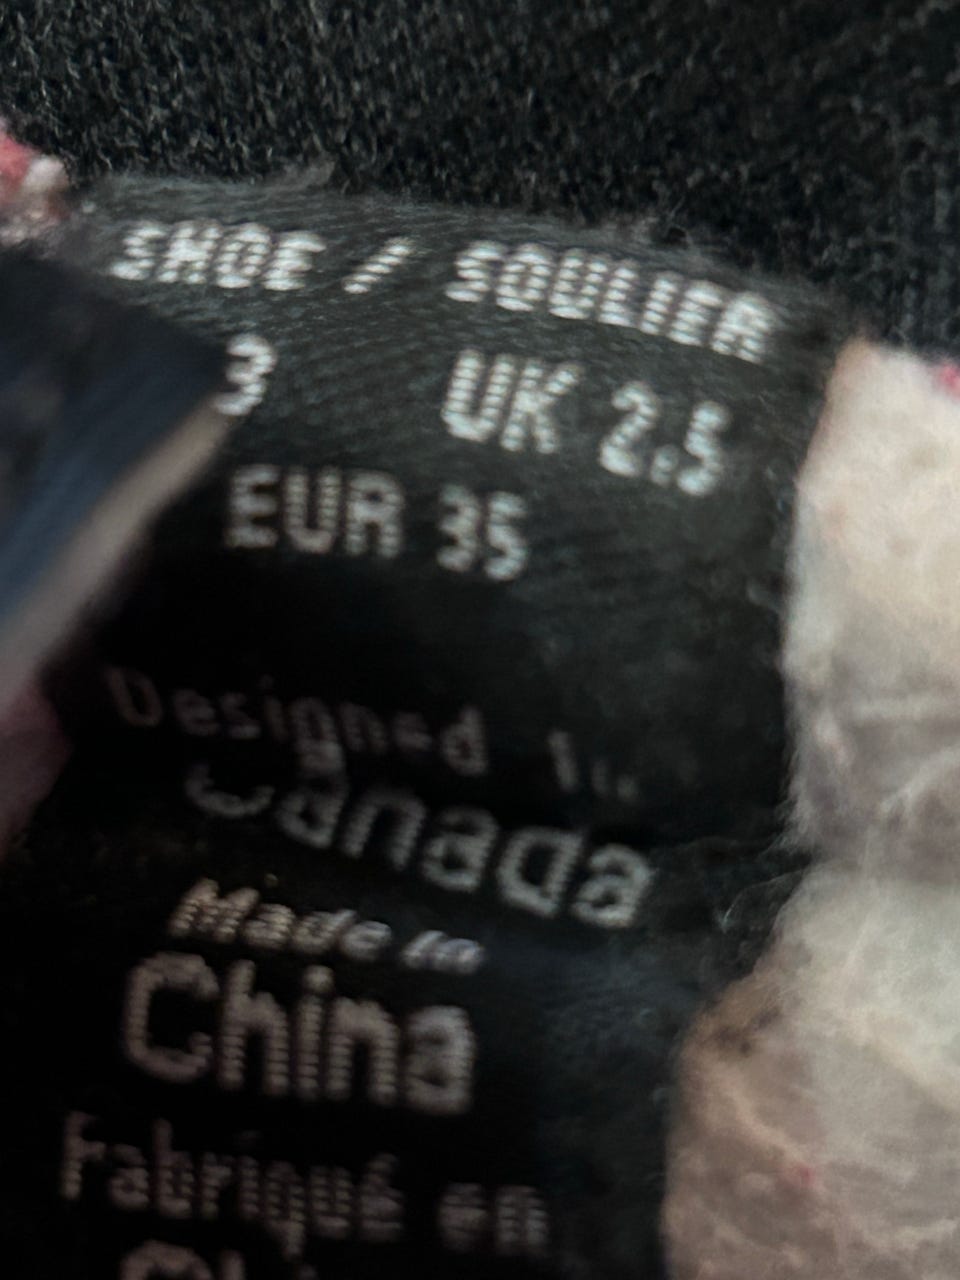 SHOE / SOULIER
3 UK 2.5
EUR 35
Designed in
Canada
Made in
China
Fabriqué en